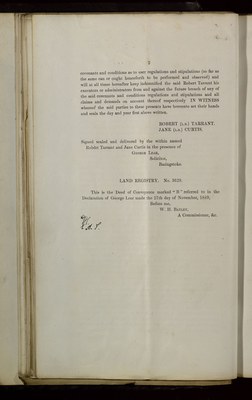 5
covenants and conditions as to user regulations and stipulations (so far as
the same can or ought henceforth to be performed and observed) and
will at all times hereafter keep indemnified the said Robert Tarrant his
executors or administrators from and against the future breach of any of
the said covenants and conditions regulations and stipulations and all
claims and demands on account thereof respectively IN WITNESS
whereof the said parties to these presents have hereunto set their hands
and seals the day and year first above written.
ROBERT (L.S.) TARRANT.
JANE (L.S.) CURTIS.
Signed sealed and delivered by the within named
Robert Tarrant and Jane Curtis in the presence of
GEORGE LEAR,
Solicitor,
Basingstoke
LAND REGISTRY. No.
This is the Deed of Conveyance marked "B" referred to in the
Declaration of George Lear made the 27th day of November,
Before me,
W. H. BAYLEY,
A Commissioner, &c.